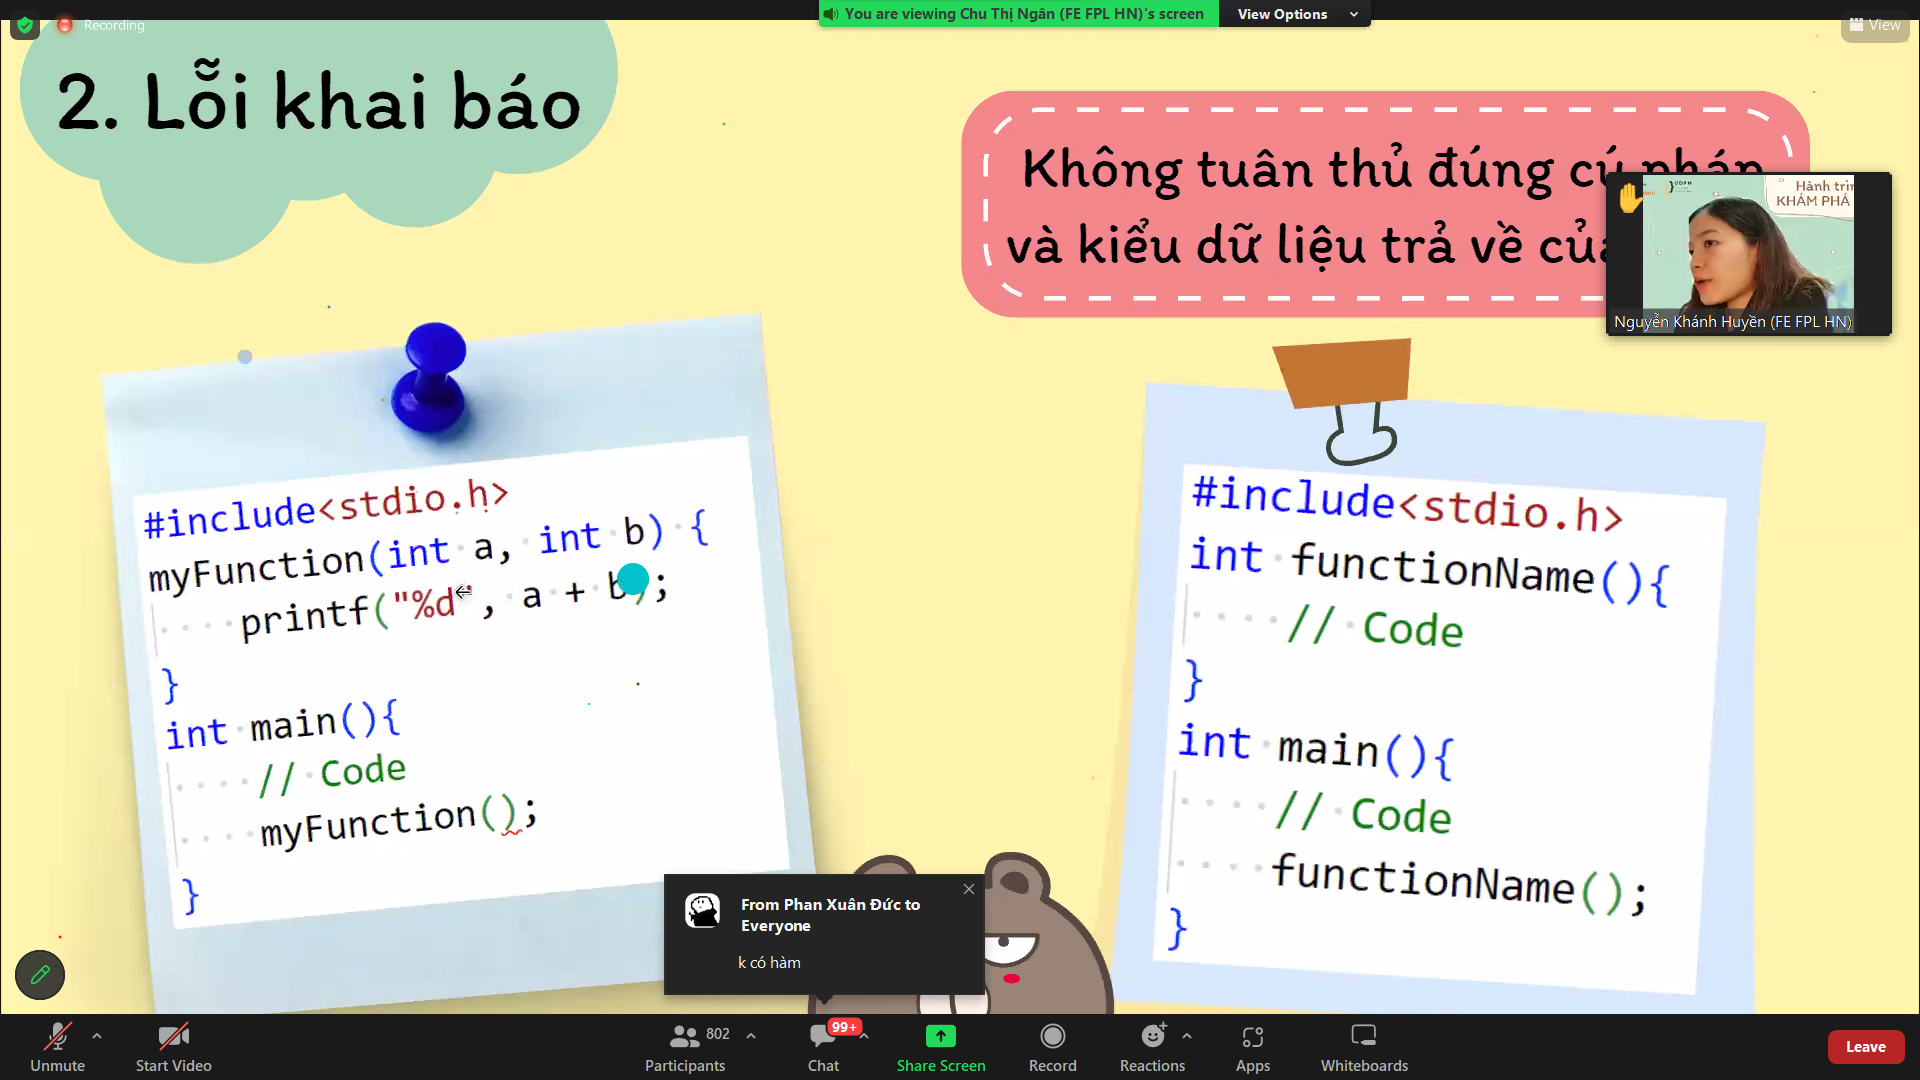 You are viewing Chu Thị Ngân (FE FPL HN)'s screen
View Options
Recording
View
2. Lỗi khai báo
Không tuân thủ đúng cú pháp
và kiểu dữ liệu trả về của
Hành trìn
KHÁM PHÁ
Nguyễn Khánh Huyền (FE FPL HN)
#include<stdio.h>
myFunction(int a, int b) {
printf("%d", a + b);
}
int main(){
// Code
myFunction();
}
#include<stdio.h>
int functionName(){
// Code
}
int main(){
// Code
functionName();
}
From Phan Xuân Đức to
Everyone
k có hàm
Unmute
Start Video
802
Participants
99+
Chat
Share Screen
Record
Reactions
Apps
Whiteboards
Leave